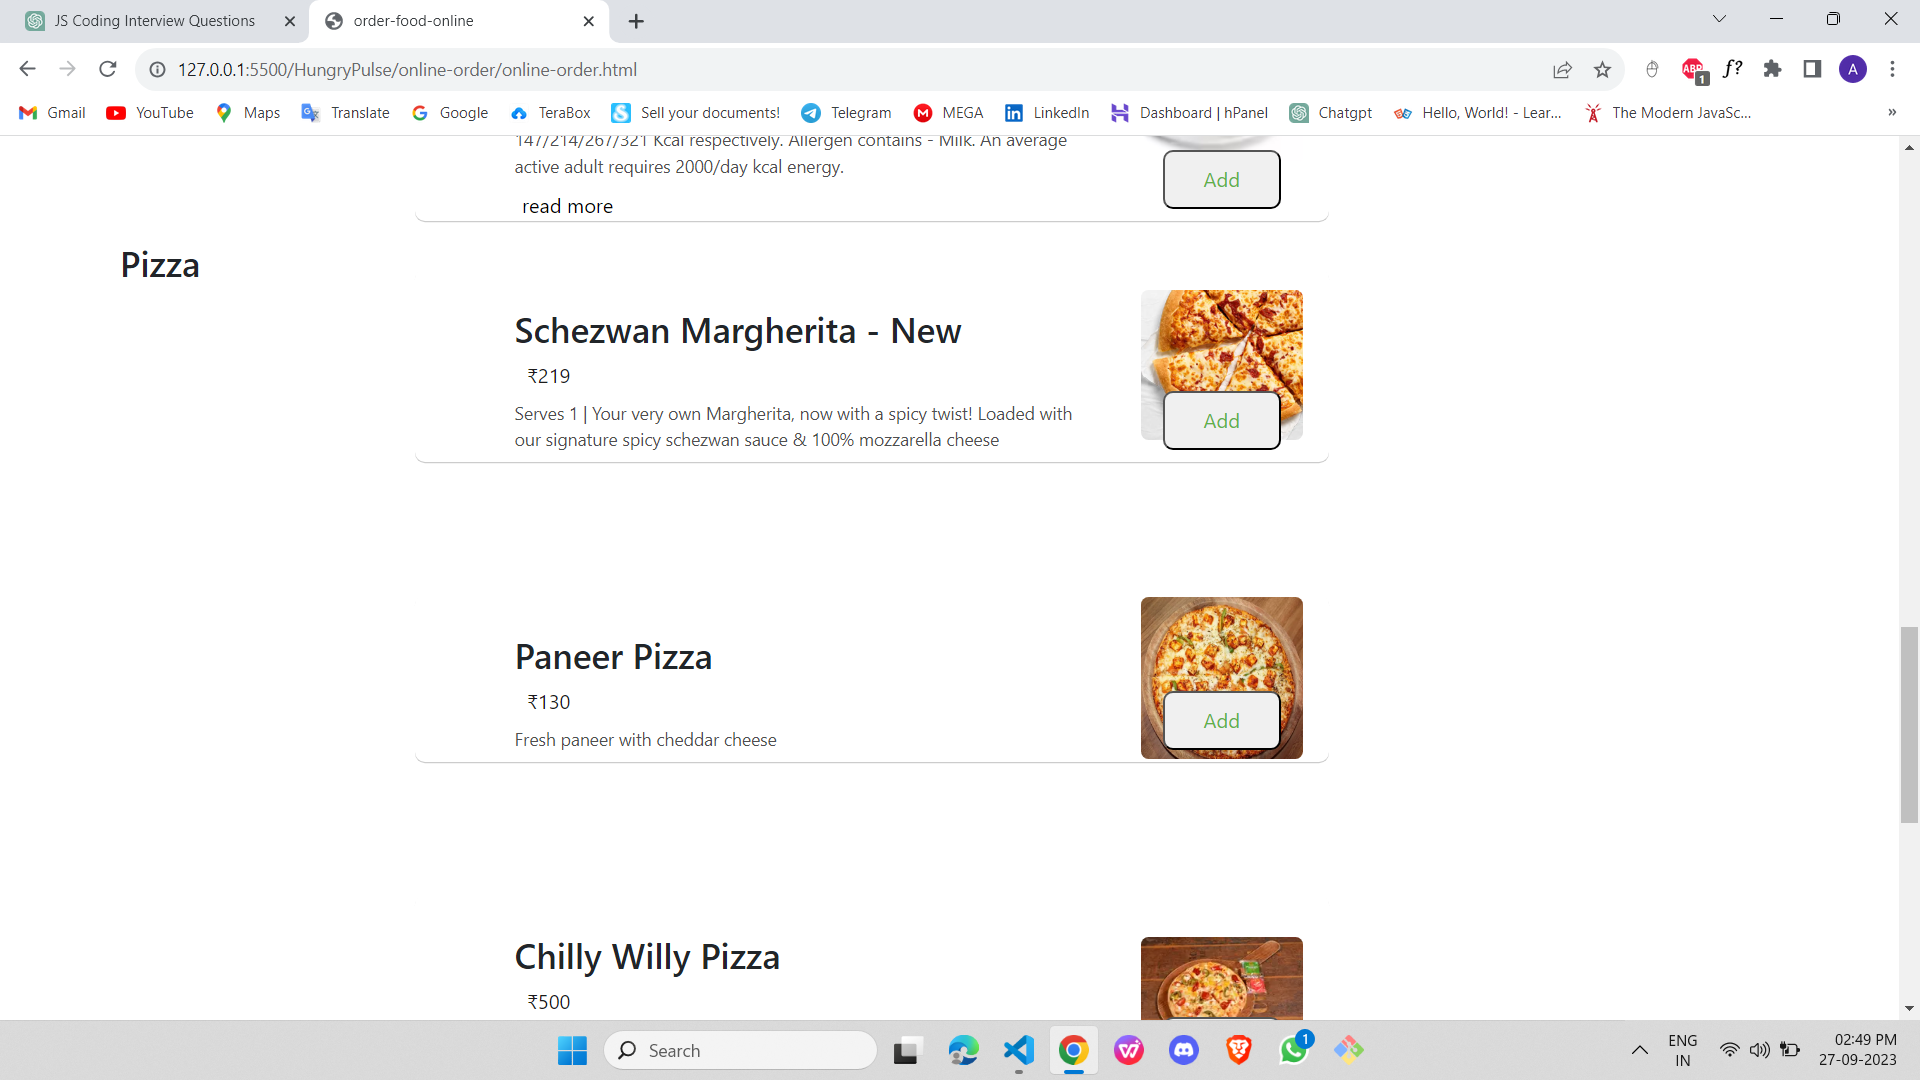 JS Coding Interview Questions
order-food-online
127.0.0.1:5500/HungryPulse/online-order/online-order.html
ABP
1
f?
A
Gmail
YouTube
Maps
Translate
Google
TeraBox
Sell your documents!
Telegram
MEGA
LinkedIn
Dashboard | hPanel
Chatgpt
Hello, World! - Lear...
The Modern JavaSc...
»
147/214/267/321 Kcal respectively. Allergen contains - Milk. An average
active adult requires 2000/day kcal energy.
Add
read more
Pizza
Schezwan Margherita - New
₹219
Serves 1 | Your very own Margherita, now with a spicy twist! Loaded with
our signature spicy schezwan sauce & 100% mozzarella cheese
Add
Paneer Pizza
₹130
Fresh paneer with cheddar cheese
Add
Chilly Willy Pizza
₹500
Search
1
ENG
IN
02:49 PM
27-09-2023